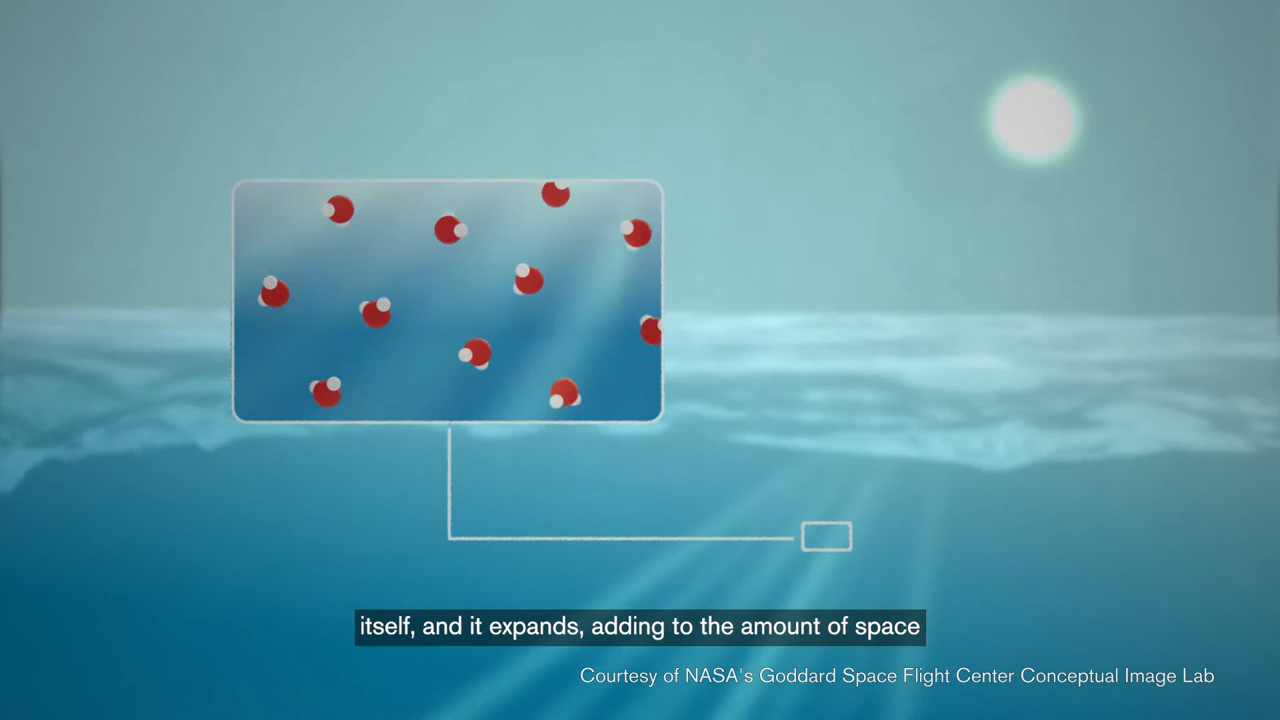 itself, and it expands, adding to the amount of space
Courtesy of NASA's Goddard Space Flight Center Conceptual Image Lab